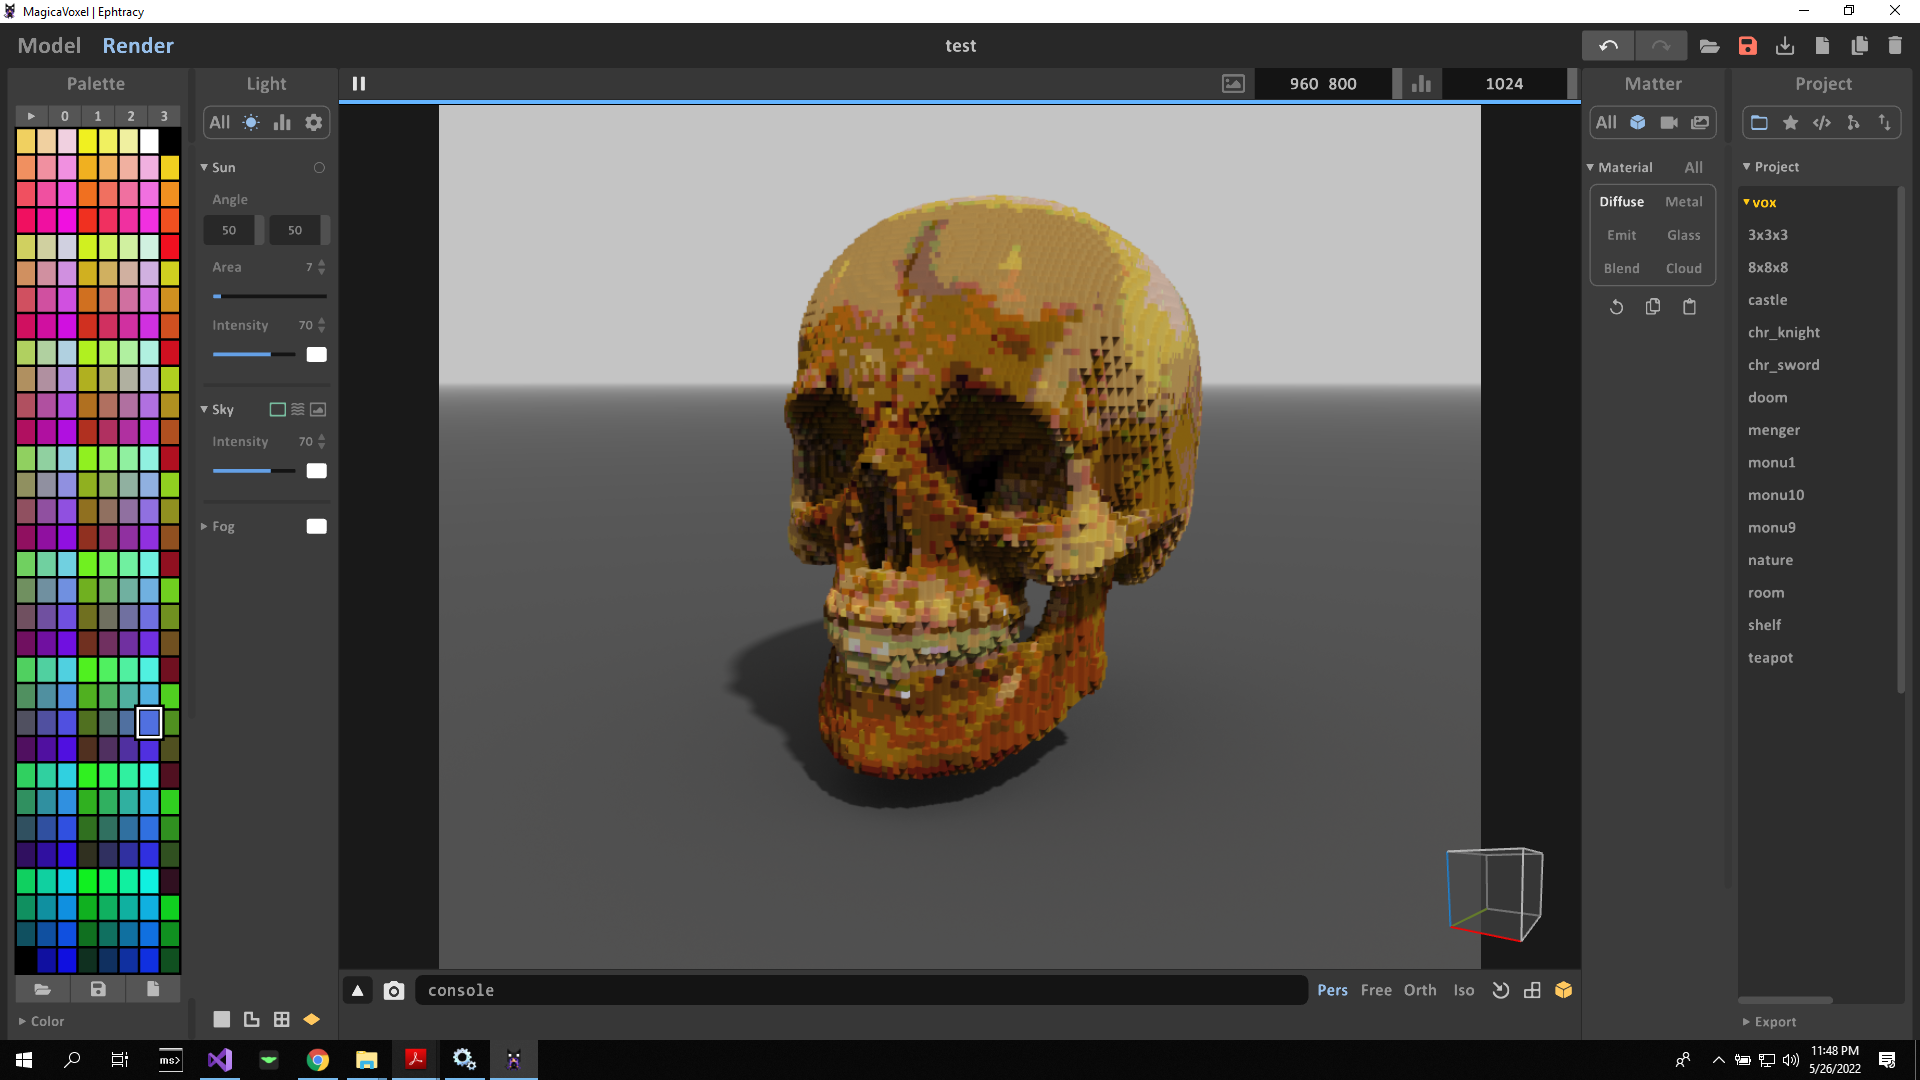 MagicaVoxel | Ephtracy
Model Render
test
Palette
0 1 2 3
Color
Light
All
Sun
Angle
50 50
Area 7
Intensity 70
Sky
Intensity 70
Fog
960 800
1024
console
Pers Free Orth Iso
Matter
All
Material All
Diffuse Metal
Emit Glass
Blend Cloud
Project
Project
vox
3x3x3
8x8x8
castle
chr_knight
chr_sword
doom
menger
monu1
monu10
monu9
nature
room
shelf
teapot
Export
ms>
11:48 PM
5/26/2022